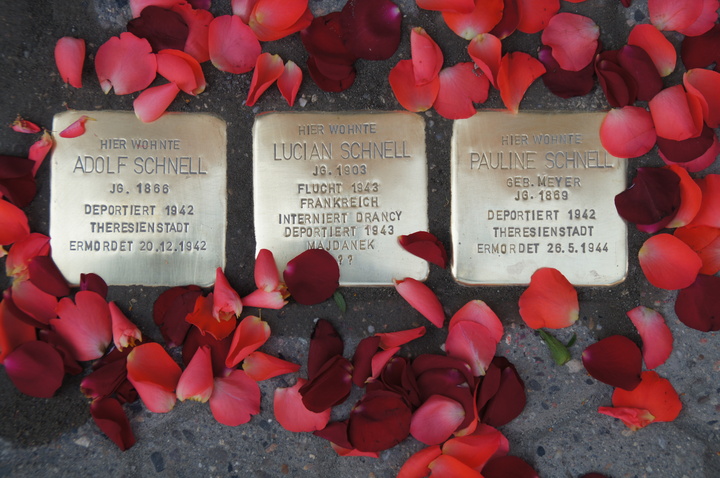 HIER WOHNTE
ADOLF SCHNELL
JG. 1866
DEPORTIERT 1942
THERESIENSTADT
ERMORDET 20.12.1942
HIER WOHNTE
LUCIAN SCHNELL
JG. 1903
FLUCHT 1943
FRANKREICH
INTERNIERT DRANCY
DEPORTIERT 1943
MAJDANEK
??
HIER WOHNTE
PAULINE SCHNELL
GEB. MEYER
JG. 1869
DEPORTIERT 1942
THERESIENSTADT
ERMORDET 26.5.1944